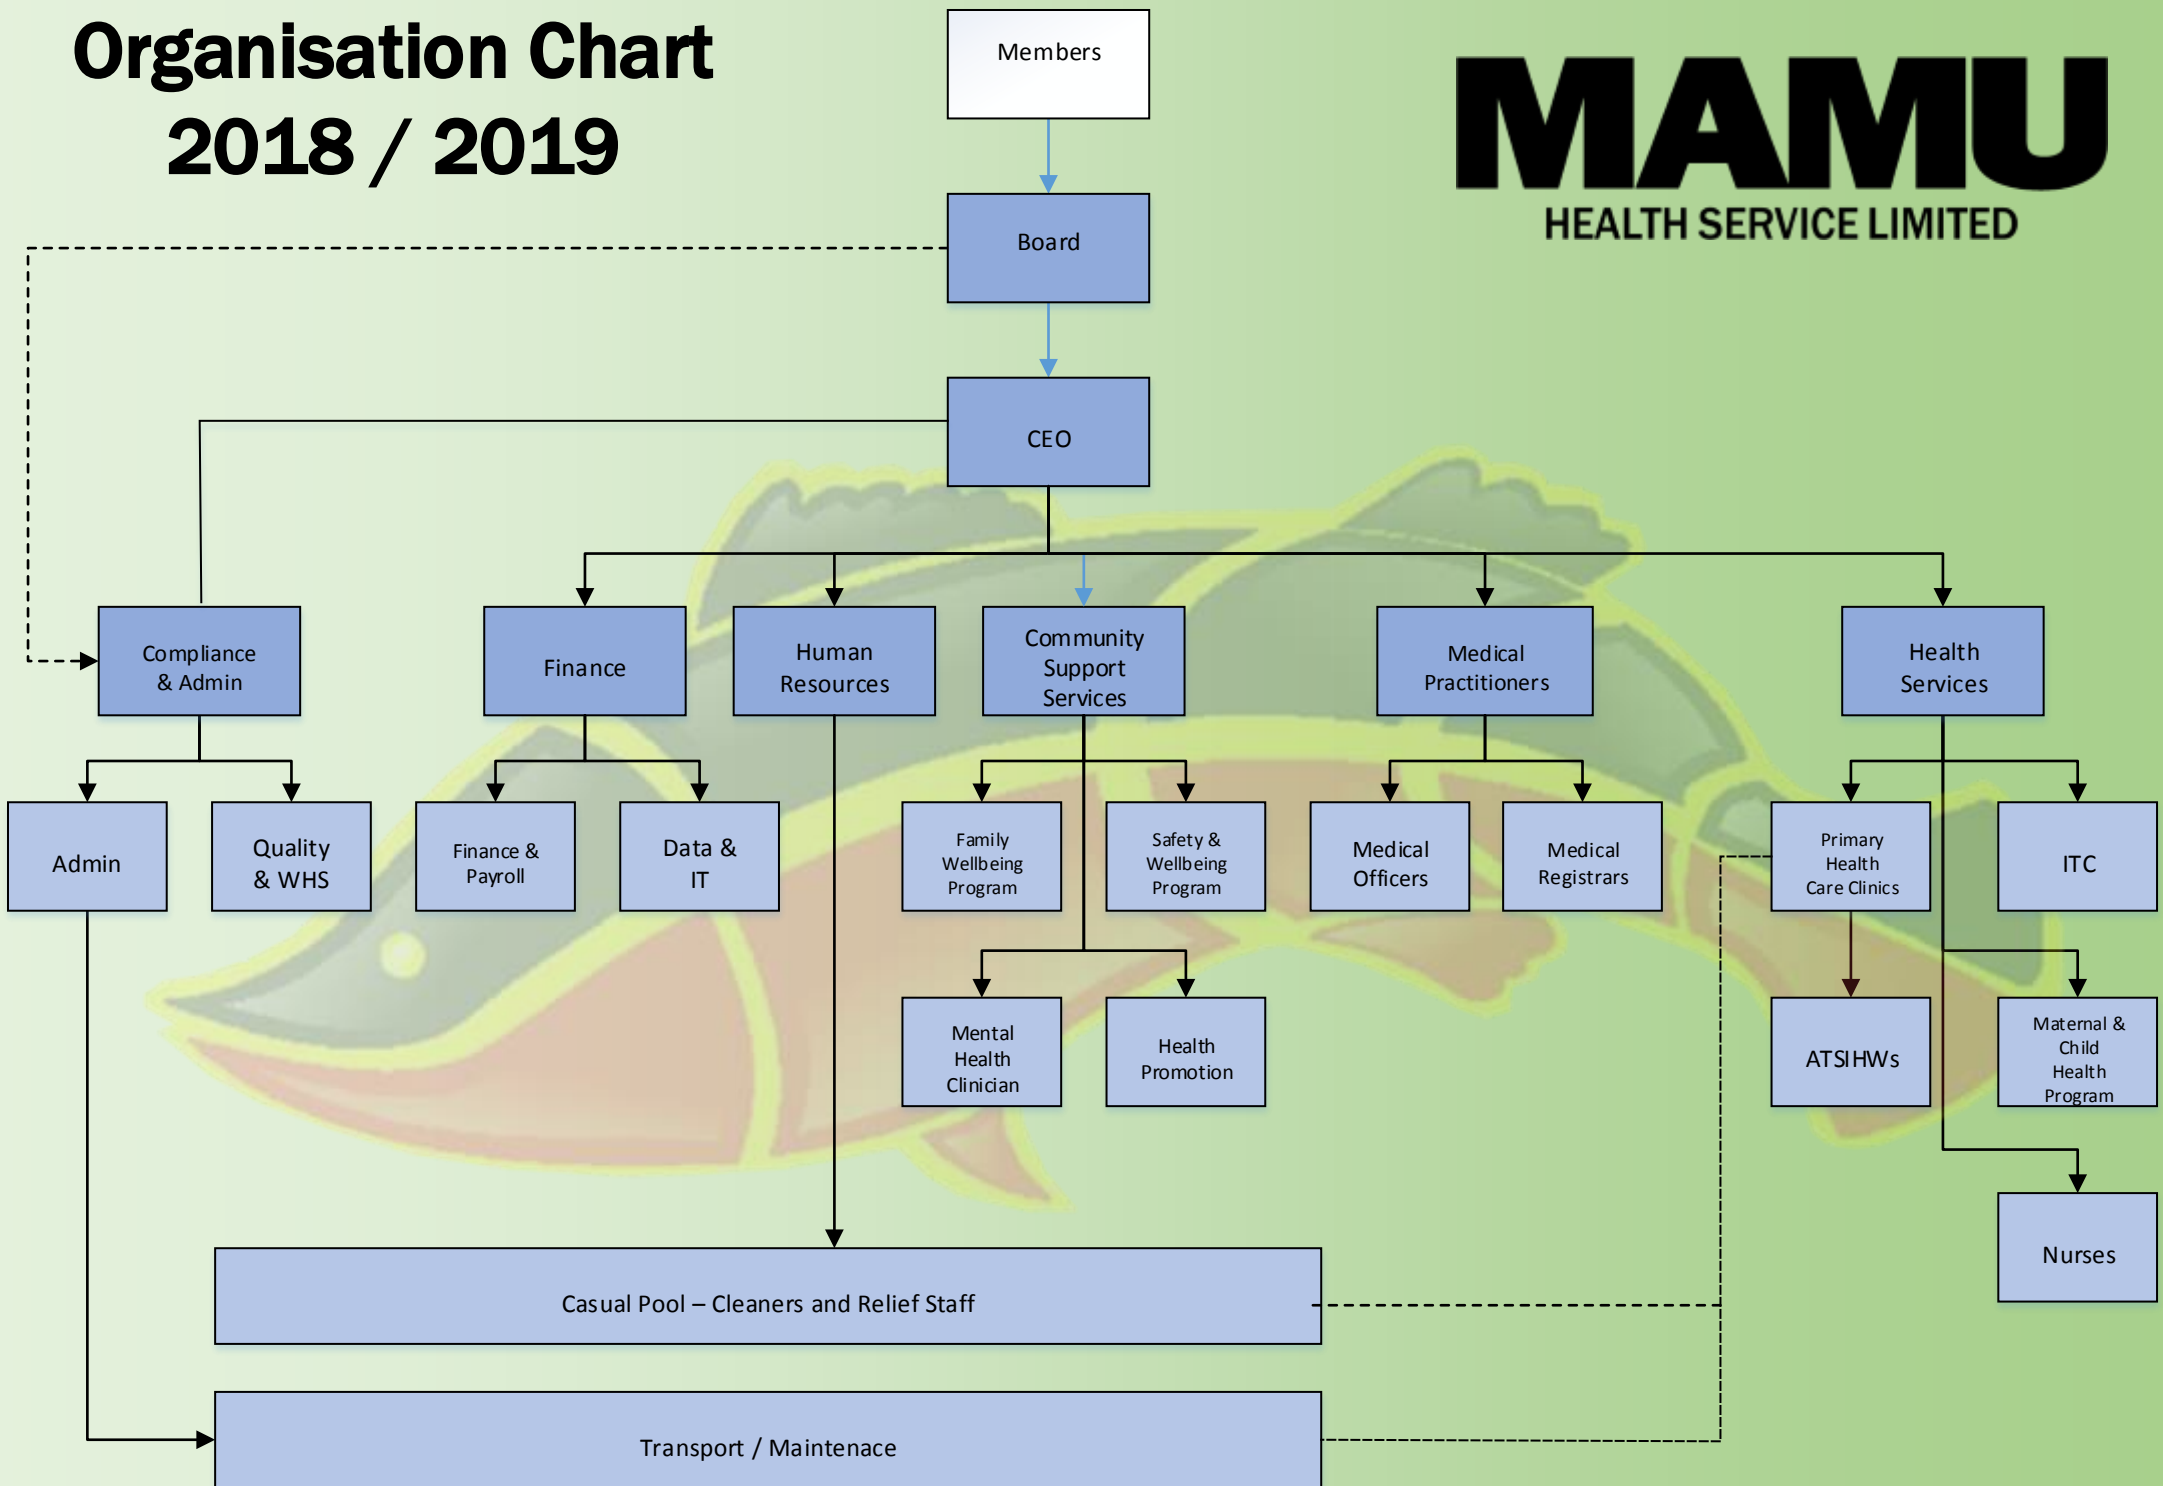 Organisation Chart
2018 / 2019
Members
MAMU
HEALTH SERVICE LIMITED
Board
CEO
Compliance
& Admin
Finance
Human
Resources
Community
Support
Services
Medical
Practitioners
Health
Services
Admin
Quality
& WHS
Finance &
Payroll
Data &
IT
Family
Wellbeing
Program
Safety &
Wellbeing
Program
Medical
Officers
Medical
Registrars
Primary
Health
Care Clinics
ITC
Mental
Health
Clinician
Health
Promotion
ATSIHWs
Maternal &
Child
Health
Program
Nurses
Casual Pool – Cleaners and Relief Staff
Transport / Maintenace